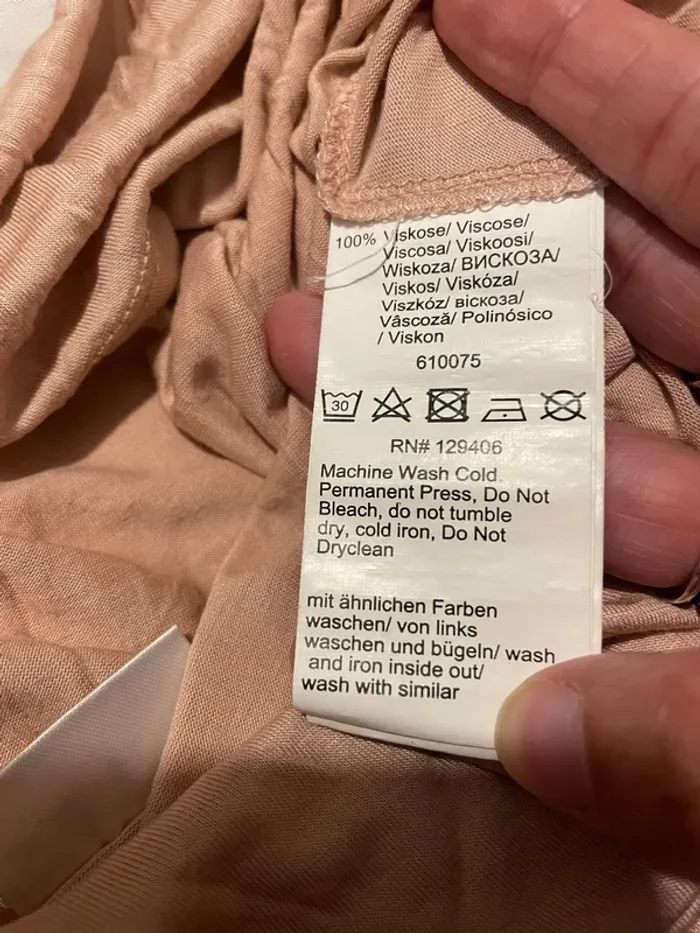 100% Viskose/ Viscose/
Viscosa/ Viskoosi/
Wiskoza/ ВИСКОЗА/
Viskos/ Viskóza/
Viszkóz/ віскоза/
Vâscoză/ Polinósico
/ Viskon
610075
30
RN# 129406
Machine Wash Cold.
Permanent Press, Do Not
Bleach, do not tumble
dry, cold iron, Do Not
Dryclean
mit ähnlichen Farben
waschen/ von links
waschen und bügeln/ wash
and iron inside out/
wash with similar